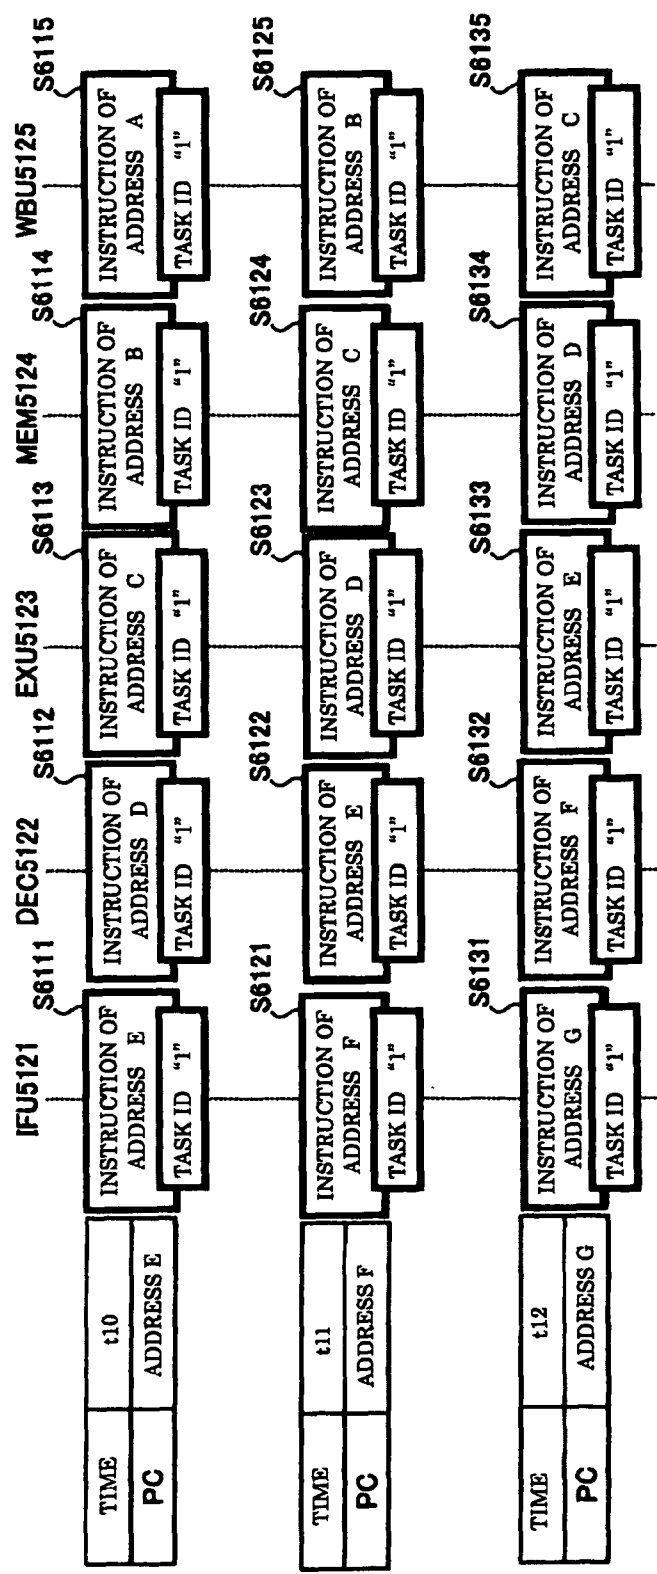 IFU5121 DEC5122 EXU5123 MEM5124 WBU5125
S6111 S6112 S6113 S6114 S6115
TIME t10
PC ADDRESS E
INSTRUCTION OF
ADDRESS E
TASK ID "1"
INSTRUCTION OF
ADDRESS D
TASK ID "1"
INSTRUCTION OF
ADDRESS C
TASK ID "1"
INSTRUCTION OF
ADDRESS B
TASK ID "1"
INSTRUCTION OF
ADDRESS A
TASK ID "1"
S6121 S6122 S6123 S6124 S6125
TIME t11
PC ADDRESS F
INSTRUCTION OF
ADDRESS F
TASK ID "1"
INSTRUCTION OF
ADDRESS E
TASK ID "1"
INSTRUCTION OF
ADDRESS D
TASK ID "1"
INSTRUCTION OF
ADDRESS C
TASK ID "1"
INSTRUCTION OF
ADDRESS B
TASK ID "1"
S6131 S6132 S6133 S6134 S6135
TIME t12
PC ADDRESS G
INSTRUCTION OF
ADDRESS G
TASK ID "1"
INSTRUCTION OF
ADDRESS F
TASK ID "1"
INSTRUCTION OF
ADDRESS E
TASK ID "1"
INSTRUCTION OF
ADDRESS D
TASK ID "1"
INSTRUCTION OF
ADDRESS C
TASK ID "1"